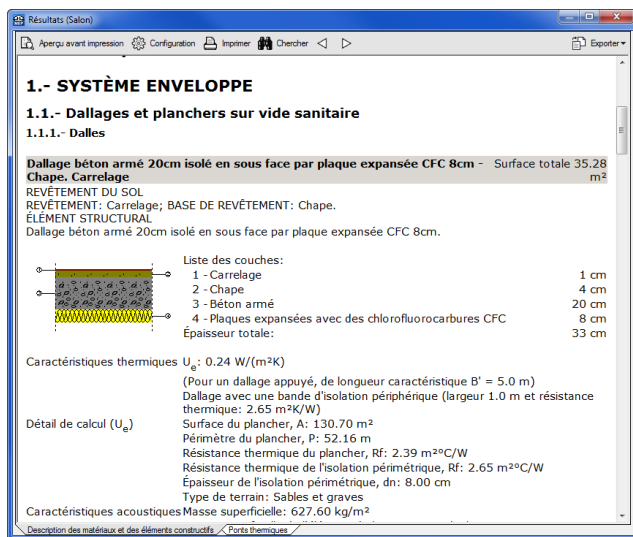 Résultats (Salon)
Aperçu avant impression Configuration Imprimer Chercher Exporter
1.- SYSTÈME ENVELOPPE
1.1.- Dallages et planchers sur vide sanitaire
1.1.1.- Dalles
Dallage béton armé 20cm isolé en sous face par plaque expansée CFC 8cm - Surface totale 35.28
Chape. Carrelage m²
REVÊTEMENT DU SOL
REVÊTEMENT: Carrelage; BASE DE REVÊTEMENT: Chape.
ÉLÉMENT STRUCTURAL
Dallage béton armé 20cm isolé en sous face par plaque expansée CFC 8cm.
Liste des couches:
1 - Carrelage 1 cm
2 - Chape 4 cm
3 - Béton armé 20 cm
4 - Plaques expansées avec des chlorofluorocarbures CFC 8 cm
Épaisseur totale: 33 cm
Caractéristiques thermiques Ue: 0.24 W/(m²K)
(Pour un dallage appuyé, de longueur caractéristique B' = 5.0 m)
Dallage avec une bande d'isolation périphérique (largeur 1.0 m et résistance
thermique: 2.65 m²K/W)
Détail de calcul (Ue) Surface du plancher, A: 130.70 m²
Périmètre du plancher, P: 52.16 m
Résistance thermique du plancher, Rf: 2.39 m²ºC/W
Résistance thermique de l'isolation périmétrique, Rf: 2.65 m²ºC/W
Épaisseur de l'isolation périmétrique, dn: 8.00 cm
Type de terrain: Sables et graves
Caractéristiques acoustiques Masse superficielle: 627.60 kg/m²
Description des matériaux et des éléments constructifs Ponts thermiques